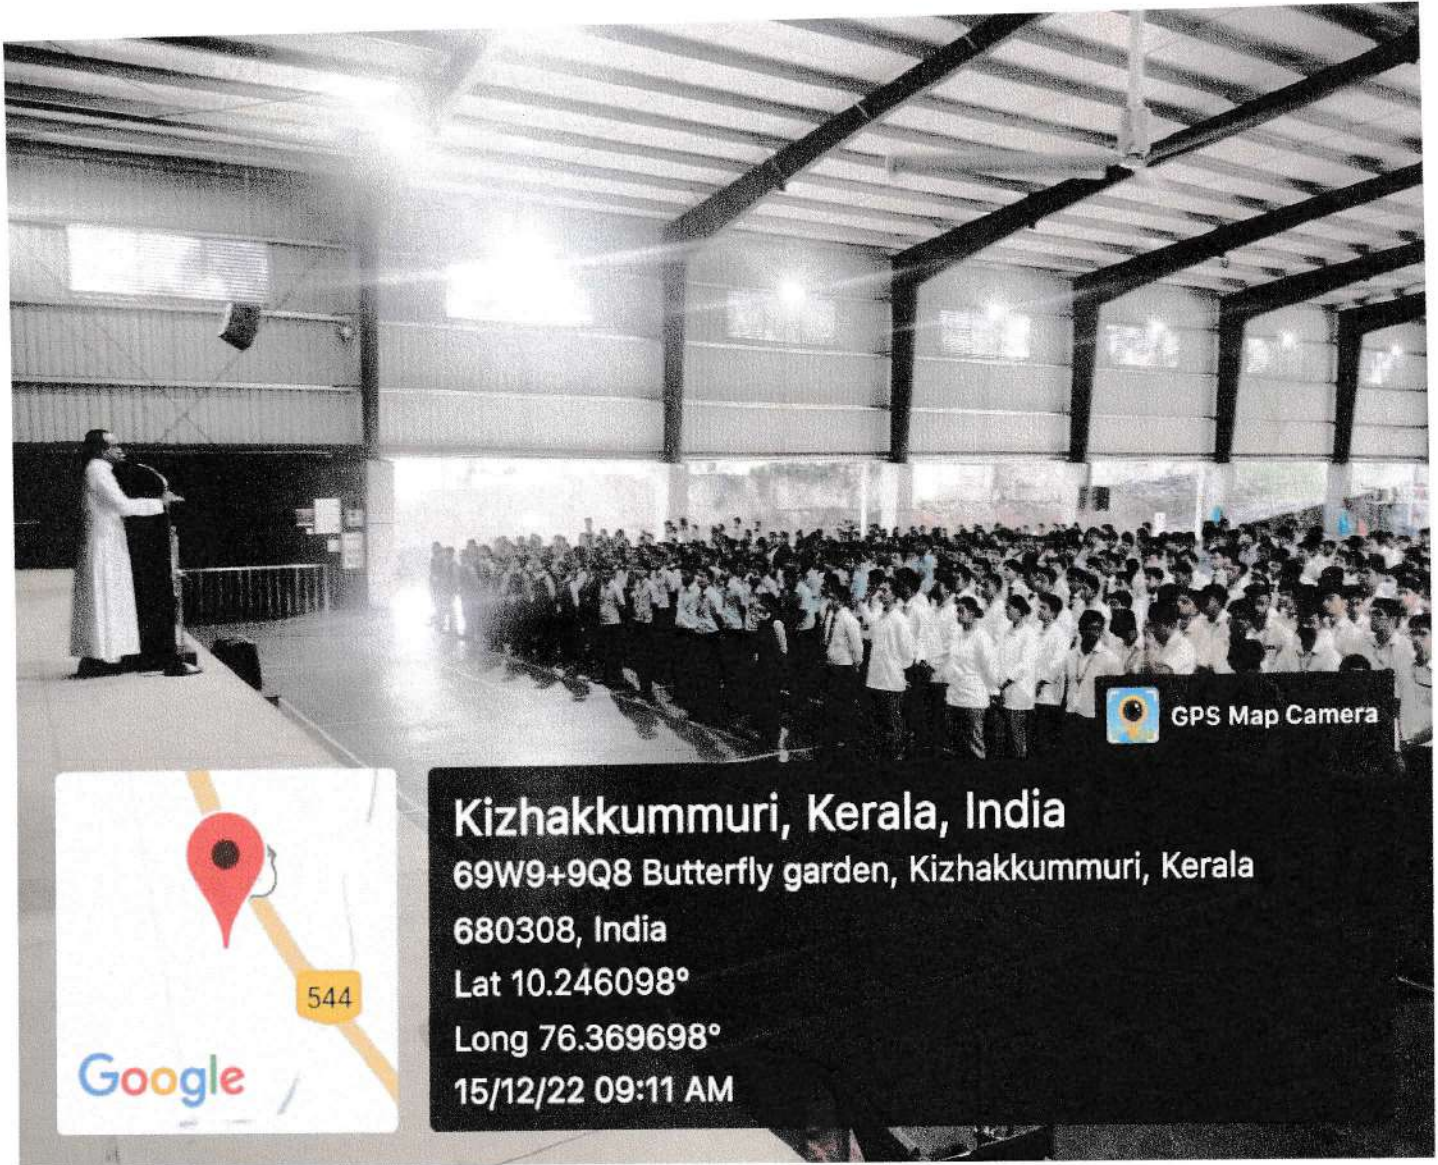 GPS Map Camera
Kizhakkummuri, Kerala, India
69W9+9Q8 Butterfly garden, Kizhakkummuri, Kerala
680308, India
Lat 10.246098°
Long 76.369698°
15/12/22 09:11 AM
544
Google